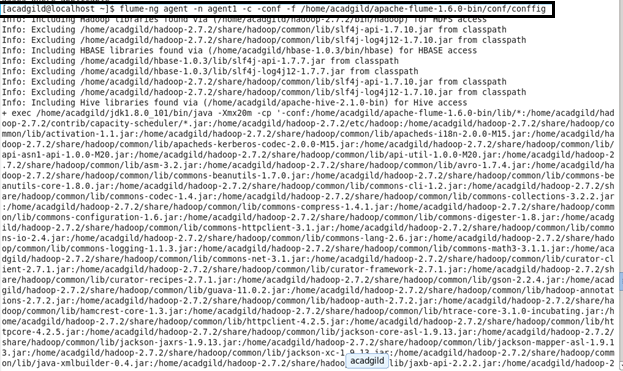 [acadgild@localhost ~]$ flume-ng agent -n agent1 -c -conf -f /home/acadgild/apache-flume-1.6.0-bin/conf/conffig
Info: Including Hadoop libraries found via (/home/acadgild/hadoop-2.7.2/bin/hadoop) for HDFS access
Info: Excluding /home/acadgild/hadoop-2.7.2/share/hadoop/common/lib/slf4j-api-1.7.10.jar from classpath
Info: Excluding /home/acadgild/hadoop-2.7.2/share/hadoop/common/lib/slf4j-log4j12-1.7.10.jar from classpath
Info: Including HBASE libraries found via (/home/acadgild/hbase-1.0.3/bin/hbase) for HBASE access
Info: Excluding /home/acadgild/hbase-1.0.3/lib/slf4j-api-1.7.7.jar from classpath
Info: Excluding /home/acadgild/hbase-1.0.3/lib/slf4j-log4j12-1.7.7.jar from classpath
Info: Excluding /home/acadgild/hadoop-2.7.2/share/hadoop/common/lib/slf4j-api-1.7.10.jar from classpath
Info: Excluding /home/acadgild/hadoop-2.7.2/share/hadoop/common/lib/slf4j-log4j12-1.7.10.jar from classpath
Info: Including Hive libraries found via (/home/acadgild/apache-hive-2.1.0-bin) for Hive access
+ exec /home/acadgild/jdk1.8.0_101/bin/java -Xmx20m -cp '-conf:/home/acadgild/apache-flume-1.6.0-bin/lib/*:/home/acadgild/had
oop-2.7.2/contrib/capacity-scheduler/*.jar:/home/acadgild/hadoop-2.7.2/etc/hadoop:/home/acadgild/hadoop-2.7.2/share/hadoop/co
mmon/lib/activation-1.1.jar:/home/acadgild/hadoop-2.7.2/share/hadoop/common/lib/apacheds-i18n-2.0.0-M15.jar:/home/acadgild/ha
doop-2.7.2/share/hadoop/common/lib/apacheds-kerberos-codec-2.0.0-M15.jar:/home/acadgild/hadoop-2.7.2/share/hadoop/common/lib/
api-asn1-api-1.0.0-M20.jar:/home/acadgild/hadoop-2.7.2/share/hadoop/common/lib/api-util-1.0.0-M20.jar:/home/acadgild/hadoop-2
.7.2/share/hadoop/common/lib/asm-3.2.jar:/home/acadgild/hadoop-2.7.2/share/hadoop/common/lib/avro-1.7.4.jar:/home/acadgild/ha
doop-2.7.2/share/hadoop/common/lib/commons-beanutils-1.7.0.jar:/home/acadgild/hadoop-2.7.2/share/hadoop/common/lib/commons-be
anutils-core-1.8.0.jar:/home/acadgild/hadoop-2.7.2/share/hadoop/common/lib/commons-cli-1.2.jar:/home/acadgild/hadoop-2.7.2/sh
are/hadoop/common/lib/commons-codec-1.4.jar:/home/acadgild/hadoop-2.7.2/share/hadoop/common/lib/commons-collections-3.2.2.jar
:/home/acadgild/hadoop-2.7.2/share/hadoop/common/lib/commons-compress-1.4.1.jar:/home/acadgild/hadoop-2.7.2/share/hadoop/comm
on/lib/commons-configuration-1.6.jar:/home/acadgild/hadoop-2.7.2/share/hadoop/common/lib/commons-digester-1.8.jar:/home/acadg
ild/hadoop-2.7.2/share/hadoop/common/lib/commons-httpclient-3.1.jar:/home/acadgild/hadoop-2.7.2/share/hadoop/common/lib/commo
ns-io-2.4.jar:/home/acadgild/hadoop-2.7.2/share/hadoop/common/lib/commons-lang-2.6.jar:/home/acadgild/hadoop-2.7.2/share/hado
op/common/lib/commons-logging-1.1.3.jar:/home/acadgild/hadoop-2.7.2/share/hadoop/common/lib/commons-math3-3.1.1.jar:/home/aca
dgild/hadoop-2.7.2/share/hadoop/common/lib/commons-net-3.1.jar:/home/acadgild/hadoop-2.7.2/share/hadoop/common/lib/curator-cl
ient-2.7.1.jar:/home/acadgild/hadoop-2.7.2/share/hadoop/common/lib/curator-framework-2.7.1.jar:/home/acadgild/hadoop-2.7.2/sh
are/hadoop/common/lib/curator-recipes-2.7.1.jar:/home/acadgild/hadoop-2.7.2/share/hadoop/common/lib/gson-2.2.4.jar:/home/acad
gild/hadoop-2.7.2/share/hadoop/common/lib/guava-11.0.2.jar:/home/acadgild/hadoop-2.7.2/share/hadoop/common/lib/hadoop-annotat
ions-2.7.2.jar:/home/acadgild/hadoop-2.7.2/share/hadoop/common/lib/hadoop-auth-2.7.2.jar:/home/acadgild/hadoop-2.7.2/share/ha
doop/common/lib/hamcrest-core-1.3.jar:/home/acadgild/hadoop-2.7.2/share/hadoop/common/lib/htrace-core-3.1.0-incubating.jar:/h
ome/acadgild/hadoop-2.7.2/share/hadoop/common/lib/httpclient-4.2.5.jar:/home/acadgild/hadoop-2.7.2/share/hadoop/common/lib/ht
tpcore-4.2.5.jar:/home/acadgild/hadoop-2.7.2/share/hadoop/common/lib/jackson-core-asl-1.9.13.jar:/home/acadgild/hadoop-2.7.2/
share/hadoop/common/lib/jackson-jaxrs-1.9.13.jar:/home/acadgild/hadoop-2.7.2/share/hadoop/common/lib/jackson-mapper-asl-1.9.1
3.jar:/home/acadgild/hadoop-2.7.2/share/hadoop/common/lib/jackson-xc-1.9.13.jar:/home/acadgild/hadoop-2.7.2/share/hadoop/comm
on/lib/java-xmlbuilder-0.4.jar:/home/acadgild/hadoop-2.7.2/share/hadoo lib/jaxb-api-2.2.2.jar:/home/acadgild/hadoop-2
acadgild